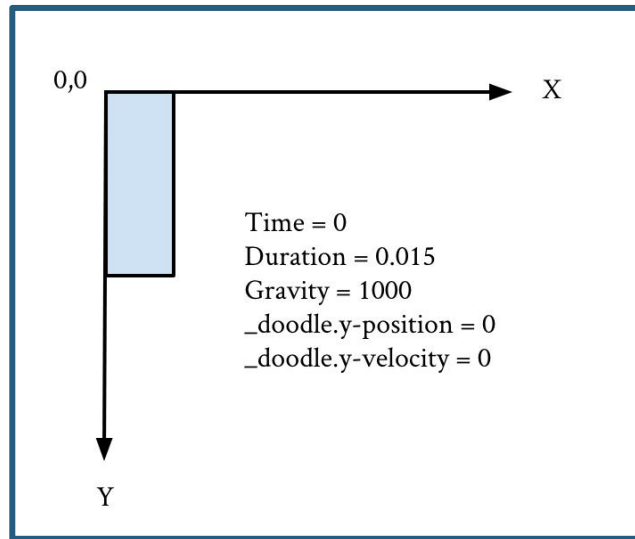 0,0
X
Time = 0
Duration = 0.015
Gravity = 1000
_doodle.y-position = 0
_doodle.y-velocity = 0
Y